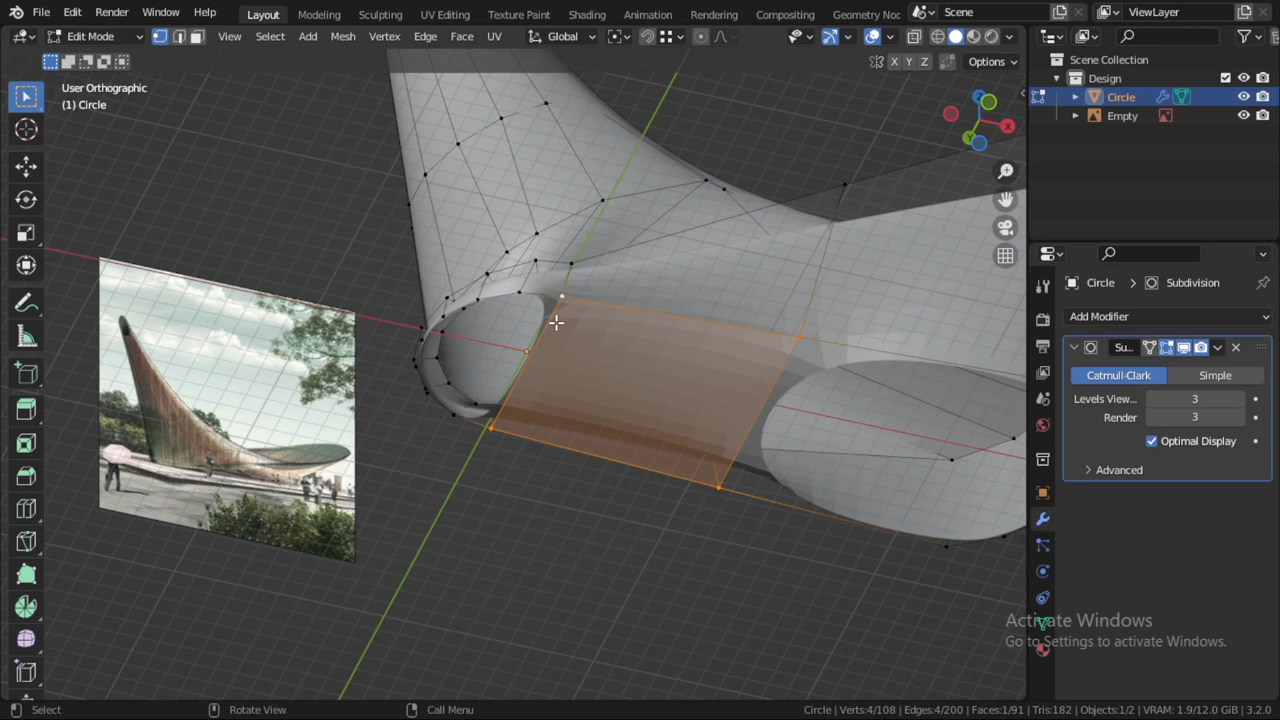 File Edit Render Window Help Layout Modeling Sculpting UV Editing Texture Paint Shading Animation Rendering Compositing Geometry Noc Scene ViewLayer
Edit Mode View Select Add Mesh Vertex Edge Face UV Global
X Y Z Options
User Orthographic
(1) Circle
Scene Collection
Design
Circle
Empty
X
Y
Z
Circle Subdivision
Add Modifier
Su...
Catmull-Clark Simple
Levels View... 3
Render 3
Optimal Display
Advanced
Activate Windows
Go to Settings to activate Windows.
Select Rotate View Call Menu Circle | Verts:4/108 | Edges:4/200 | Faces:1/91 | Tris:182 | Objects:1/2 | VRAM: 1.9/12.0 GiB | 3.2.0